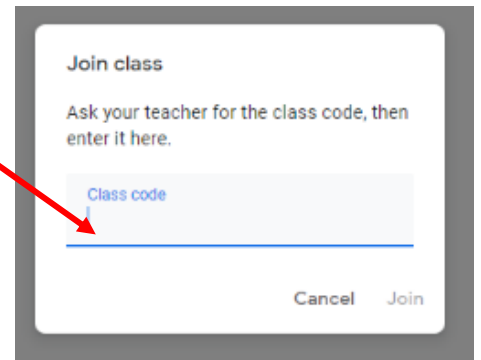 Join class
Ask your teacher for the class code, then
enter it here.
Class code
Cancel Join